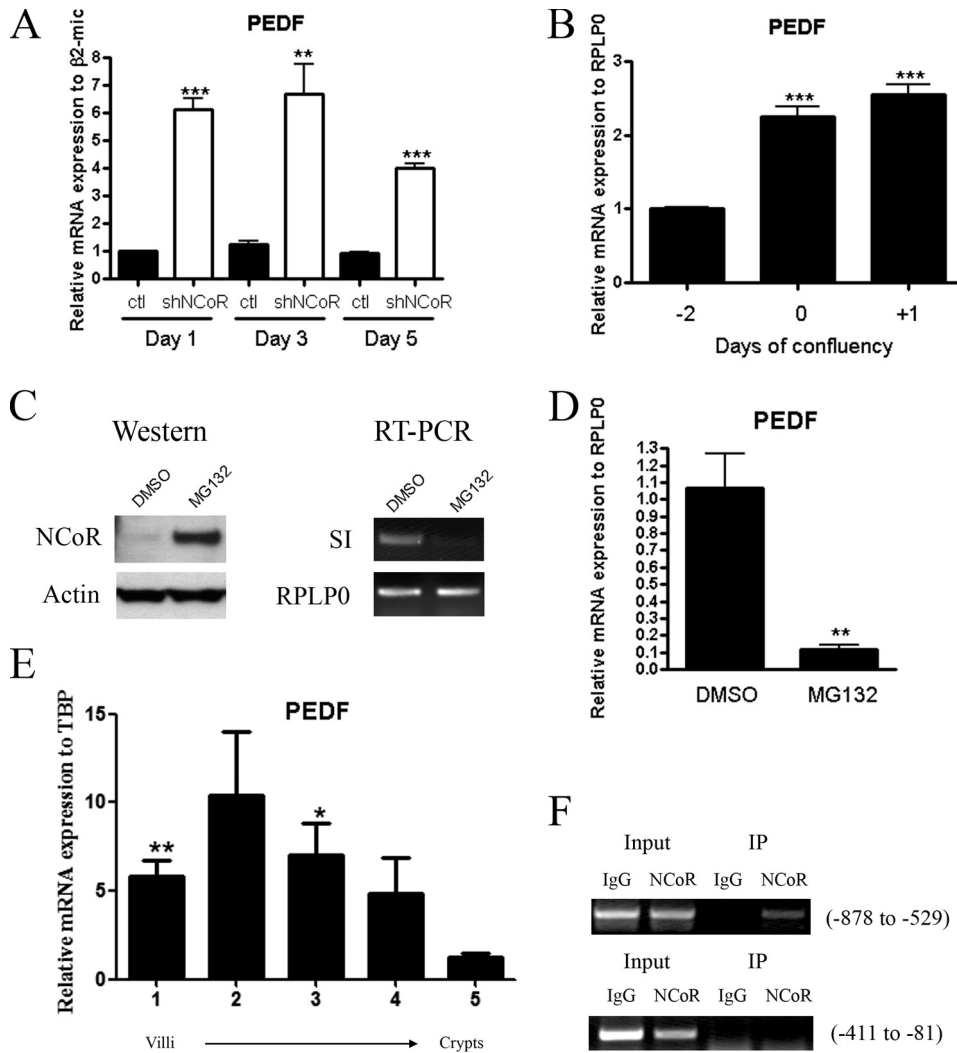 A
PEDF
Relative mRNA expression to β2-mic
8
7
6
5
4
3
2
1
0
***
**
***
ctl shNCoR ctl shNCoR ctl shNCoR
Day 1 Day 3 Day 5
B
PEDF
Relative mRNA expression to RPLP0
3
2
1
0
***
***
-2 0 +1
Days of confluency
C
Western
DMSO MG132
NCoR
Actin
RT-PCR
DMSO MG132
SI
RPLP0
D
PEDF
Relative mRNA expression to RPLP0
1.3
1.2
1.1
1.0
0.9
0.8
0.7
0.6
0.5
0.4
0.3
0.2
0.1
0.0
**
DMSO MG132
E
PEDF
Relative mRNA expression to TBP
15
10
5
0
**
*
1 2 3 4 5
Villi Crypts
F
Input IP
IgG NCoR IgG NCoR
(-878 to -529)
Input IP
IgG NCoR IgG NCoR
(-411 to -81)